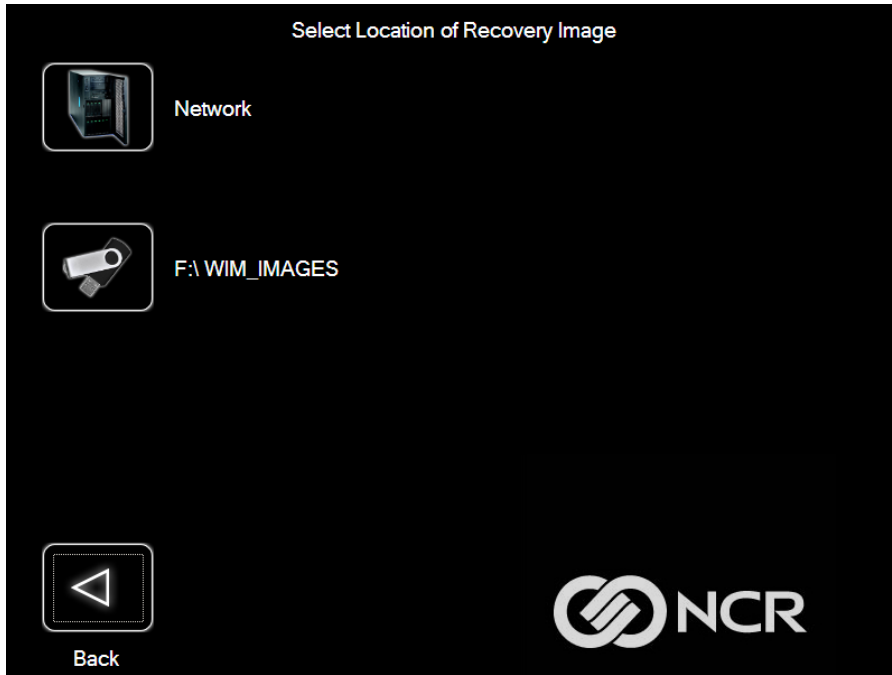 Select Location of Recovery Image
Network
F:\ WIM_IMAGES
NCR
Back